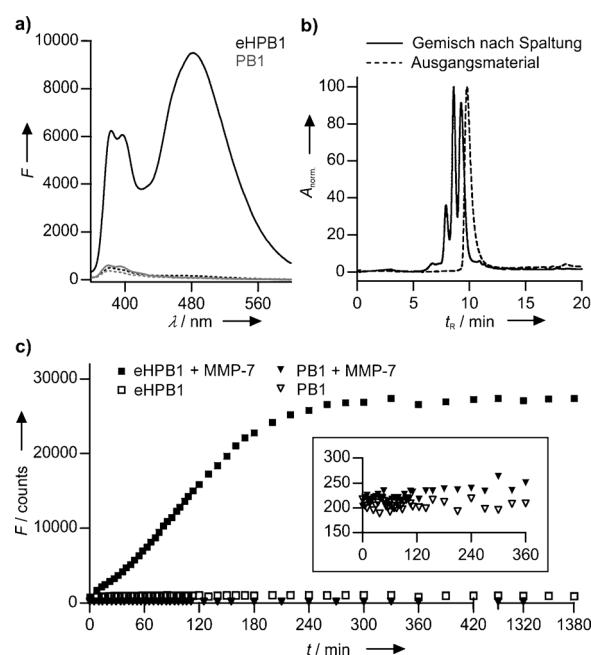 a)
eHPB1
PB1
10000
8000
6000
4000
2000
0
F
400
480
560
λ / nm
b)
Gemisch nach Spaltung
Ausgangsmaterial
100
80
60
40
20
0
A norm.
0
5
10
15
20
tR / min
c)
eHPB1 + MMP-7
PB1 + MMP-7
eHPB1
PB1
30000
20000
10000
0
F / counts
300
250
200
150
0
120
240
360
0
60
120
180
240
300
360
420
1320
1380
t / min